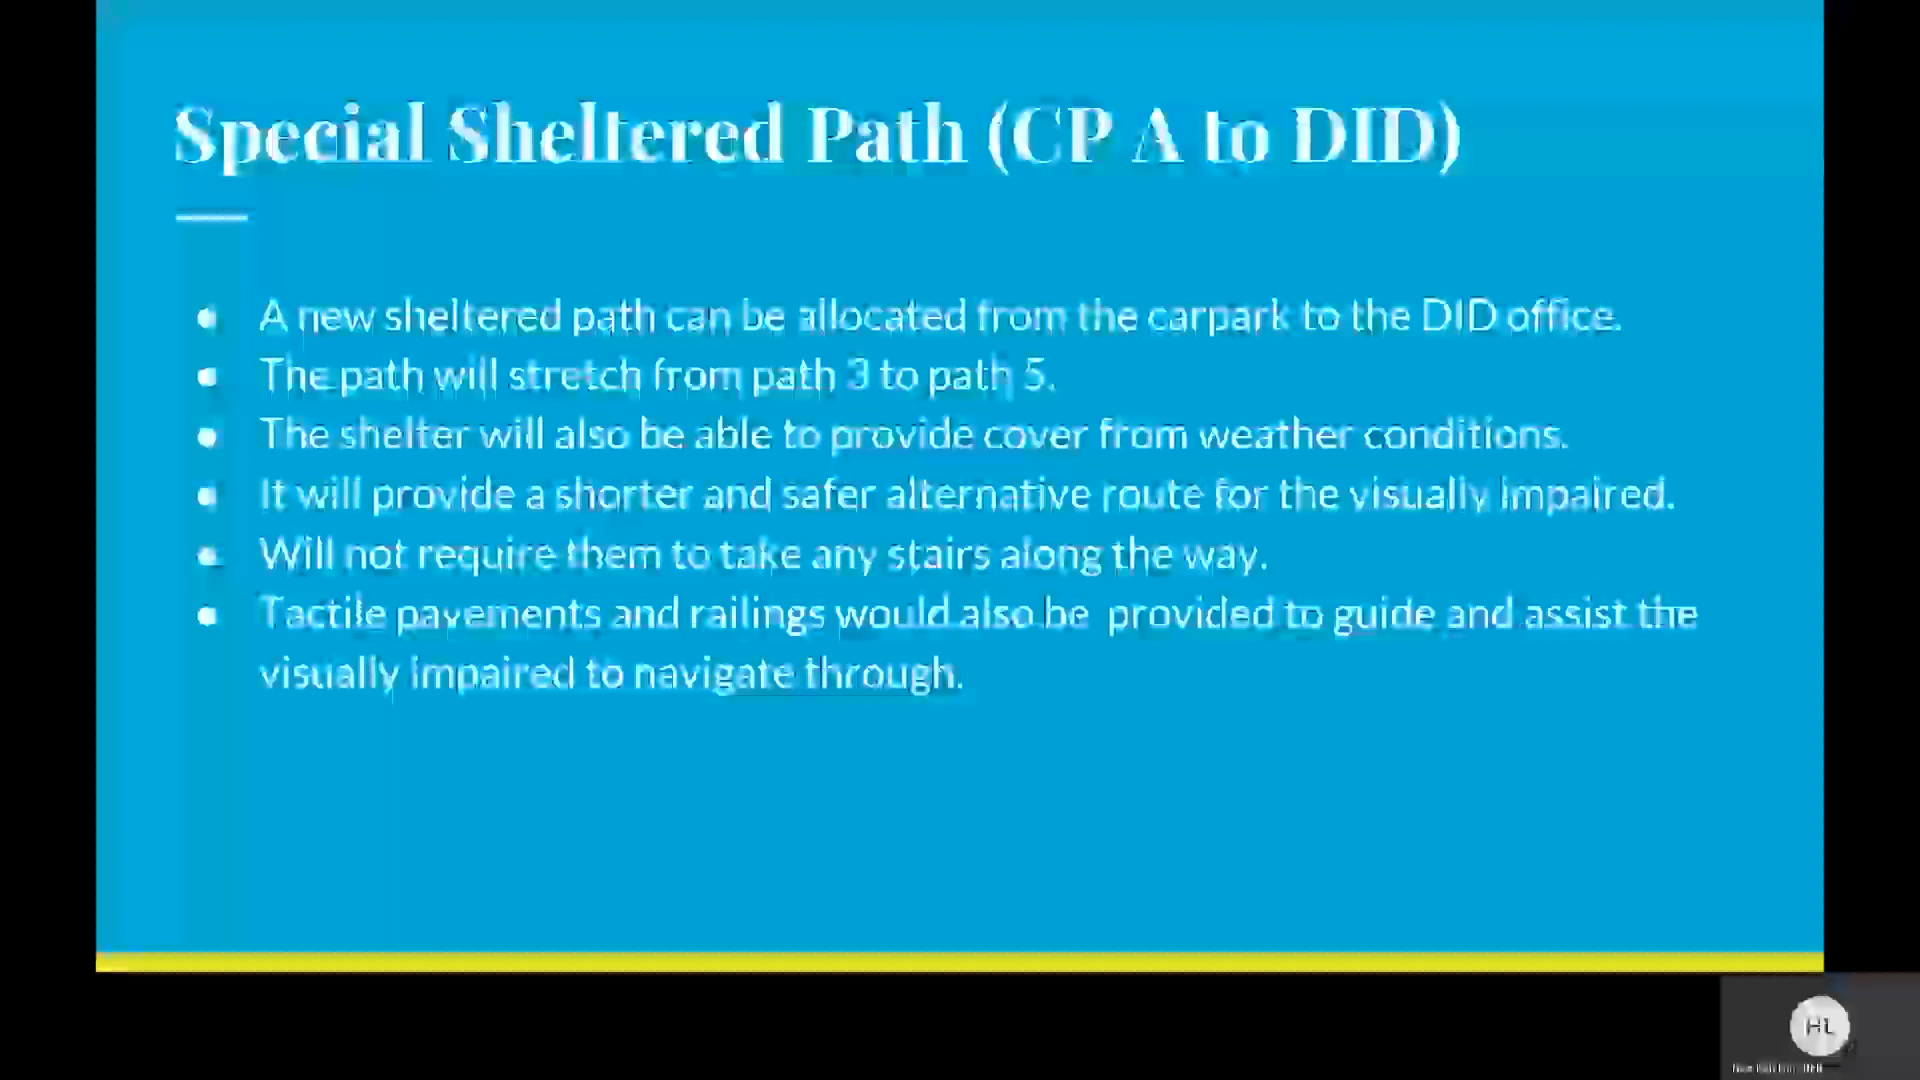 Special Sheltered Path (CP A to DID)
● A new sheltered path can be allocated from the carpark to the DID office.
● The path will stretch from path 3 to path 5.
● The shelter will also be able to provide cover from weather conditions.
● It will provide a shorter and safer alternative route for the visually impaired.
● Will not require them to take any stairs along the way.
● Tactile pavements and railings would also be provided to guide and assist the
visually impaired to navigate through.
HL